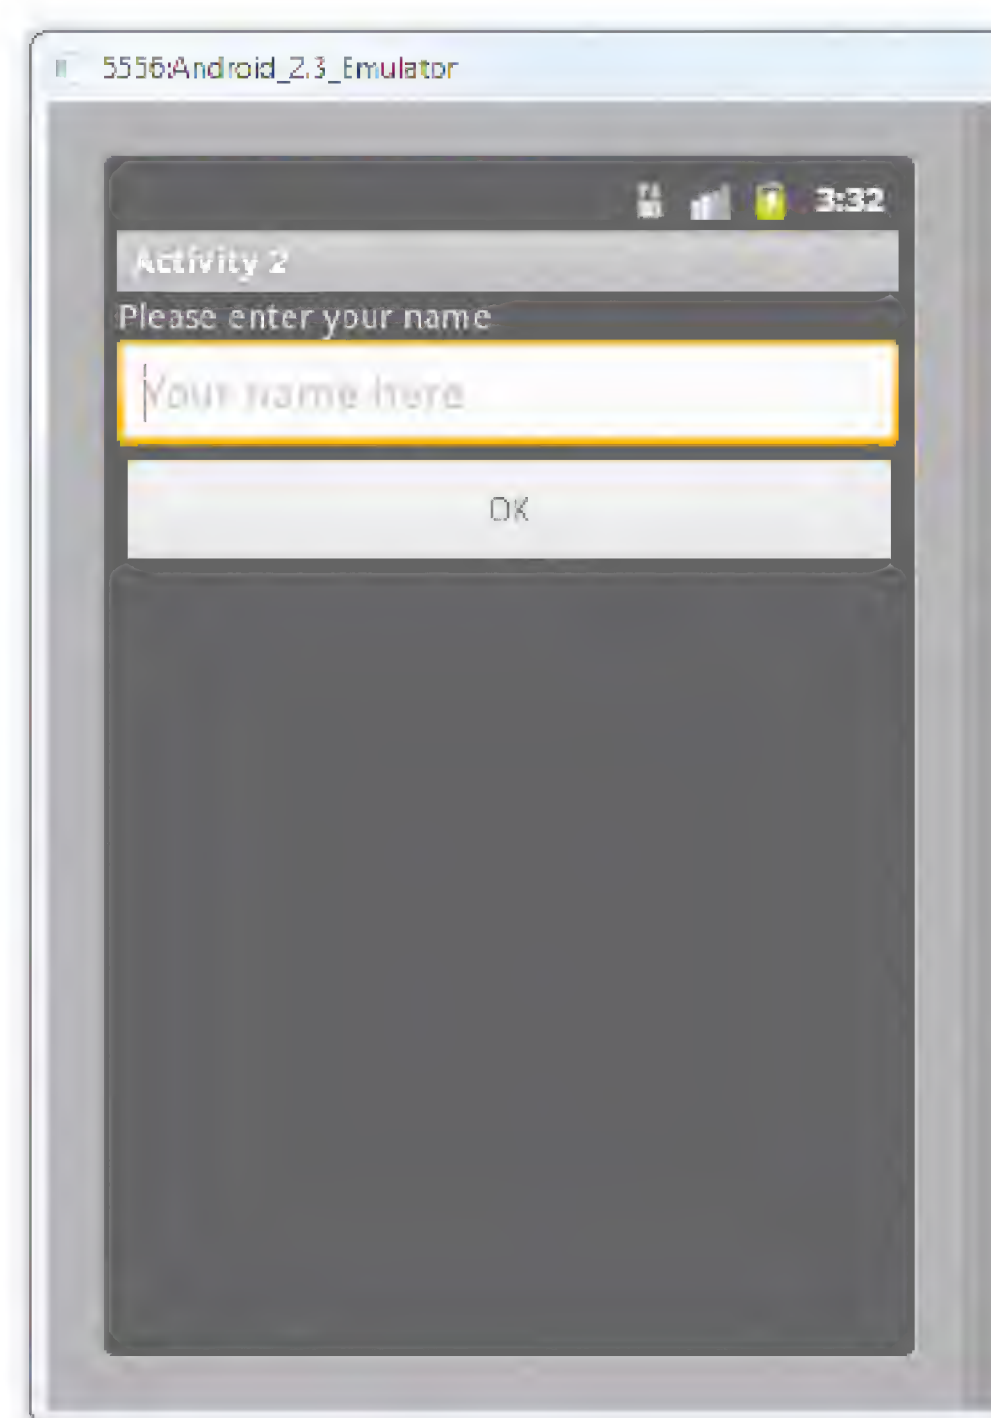 5556:Android_2.3_Emulator
3:32
Activity 2
Please enter your name
Your name here
OK